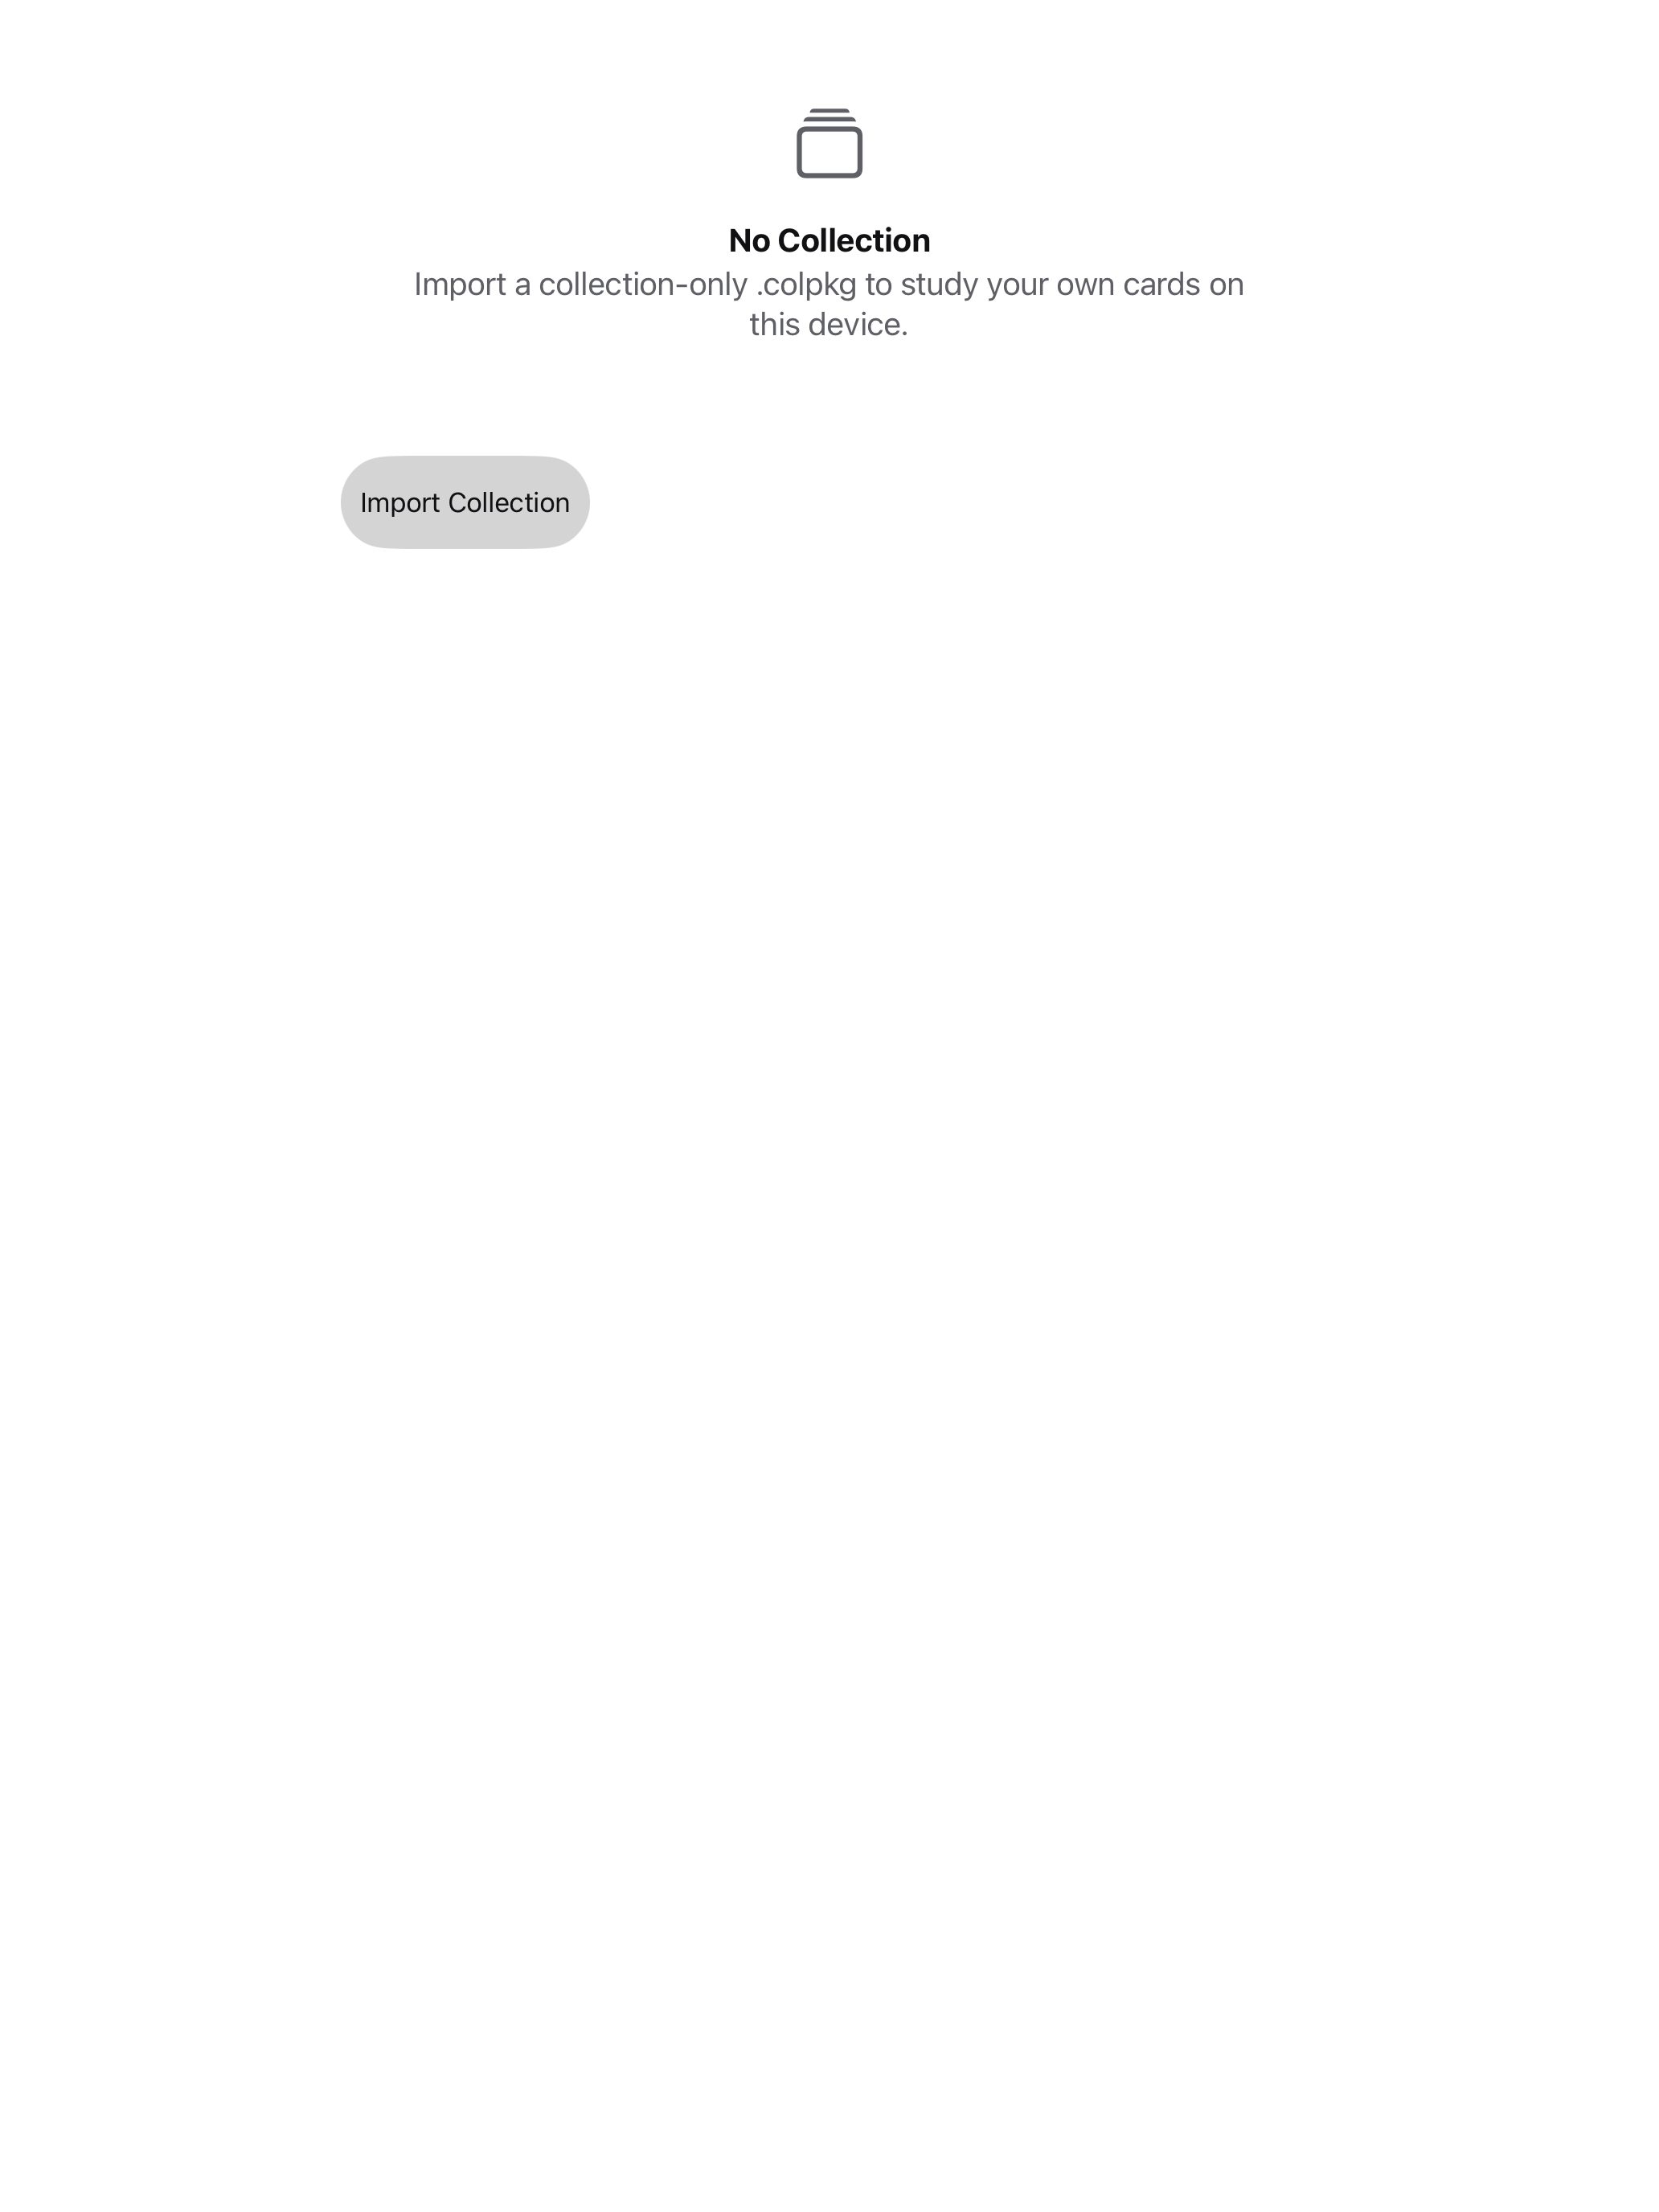 No Collection
Import a collection-only .colpkg to study your own cards on
this device.
Import Collection